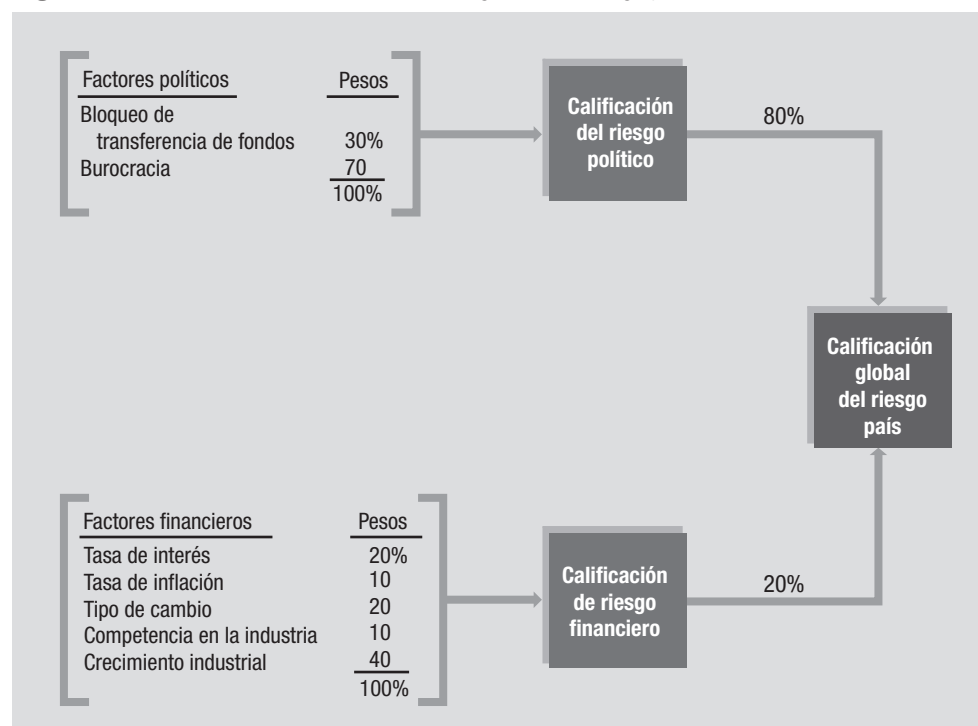 Factores políticos Pesos
Bloqueo de
transferencia de fondos 30%
Burocracia 70
100%
Calificación
del riesgo
político
80%
Calificación
global
del riesgo
país
Factores financieros Pesos
Tasa de interés 20%
Tasa de inflación 10
Tipo de cambio 20
Competencia en la industria 10
Crecimiento industrial 40
100%
Calificación
de riesgo
financiero
20%